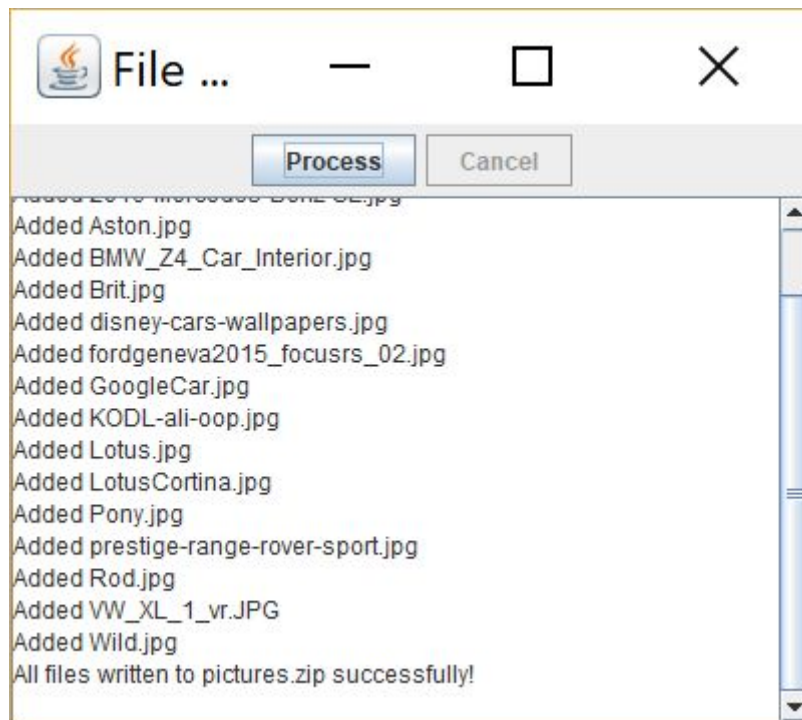 File ...
Process Cancel
Added Aston.jpg
Added BMW_Z4_Car_Interior.jpg
Added Brit.jpg
Added disney-cars-wallpapers.jpg
Added fordgeneva2015_focusrs_02.jpg
Added GoogleCar.jpg
Added KODL-ali-oop.jpg
Added Lotus.jpg
Added LotusCortina.jpg
Added Pony.jpg
Added prestige-range-rover-sport.jpg
Added Rod.jpg
Added VW_XL_1_vr.JPG
Added Wild.jpg
All files written to pictures.zip successfully!